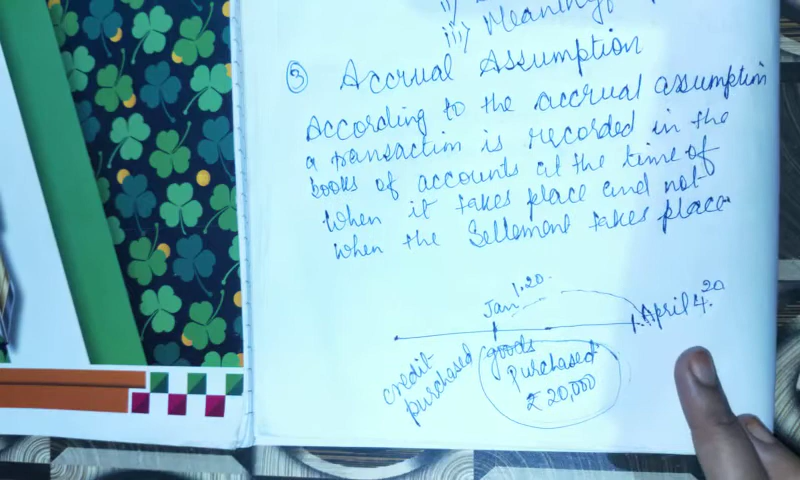 ii)
iii) Meaning
③ Accrual Assumption
According to the accrual assumption
a transaction is recorded in the
books of accounts at the time of
when it takes place and not
when the Settlement takes place
Jan 1.20.
April 4.20
credit purchased
goods purchased
₹ 20,000